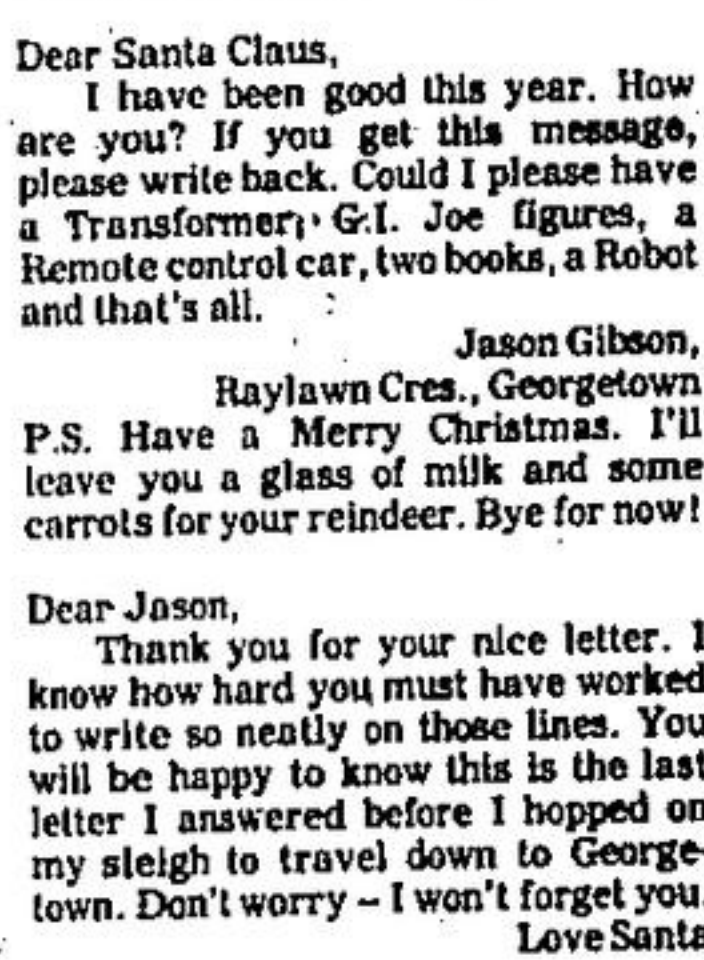 Dear Santa Claus,
I have been good this year. How
are you? If you get this message,
please write back. Could I please have
a Transformer, G.I. Joe figures, a
Remote control car, two books, a Robot
and that's all.
Jason Gibson,
Raylawn Cres., Georgetown
P.S. Have a Merry Christmas. I'll
leave you a glass of milk and some
carrots for your reindeer. Bye for now!
Dear Jason,
Thank you for your nice letter. I
know how hard you must have worked
to write so neatly on those lines. You
will be happy to know this is the last
letter I answered before I hopped on
my sleigh to travel down to George-
town. Don't worry – I won't forget you.
Love Santa